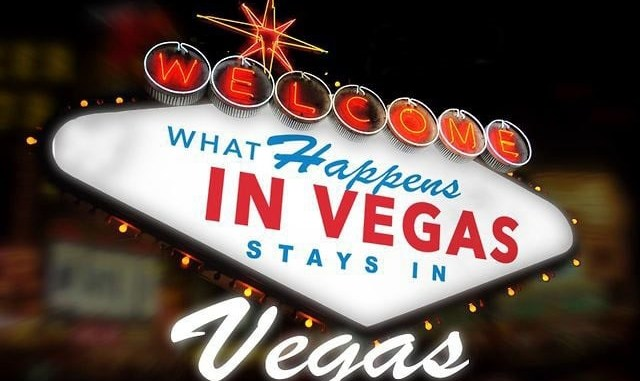 WELCOME
WHAT Happens
IN VEGAS
STAYS IN
Vegas